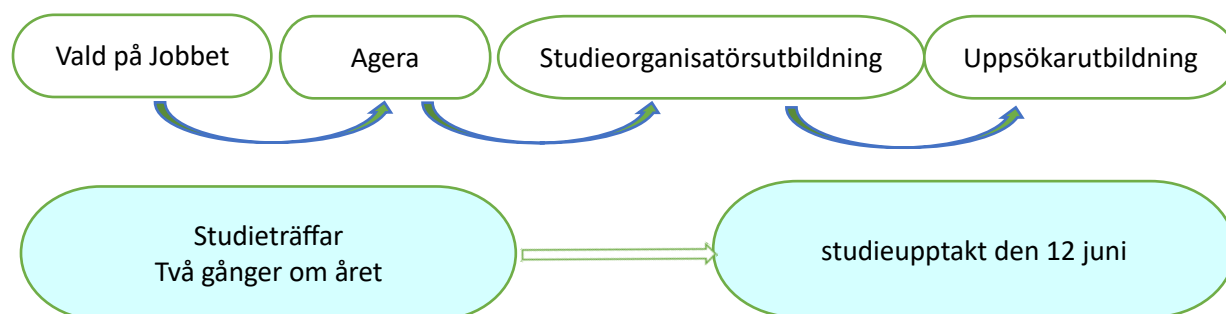 Vald på Jobbet
Agera
Studieorganisatörsutbildning
Uppsökarutbildning
Studieträffar
Två gånger om året
studieupptakt den 12 juni